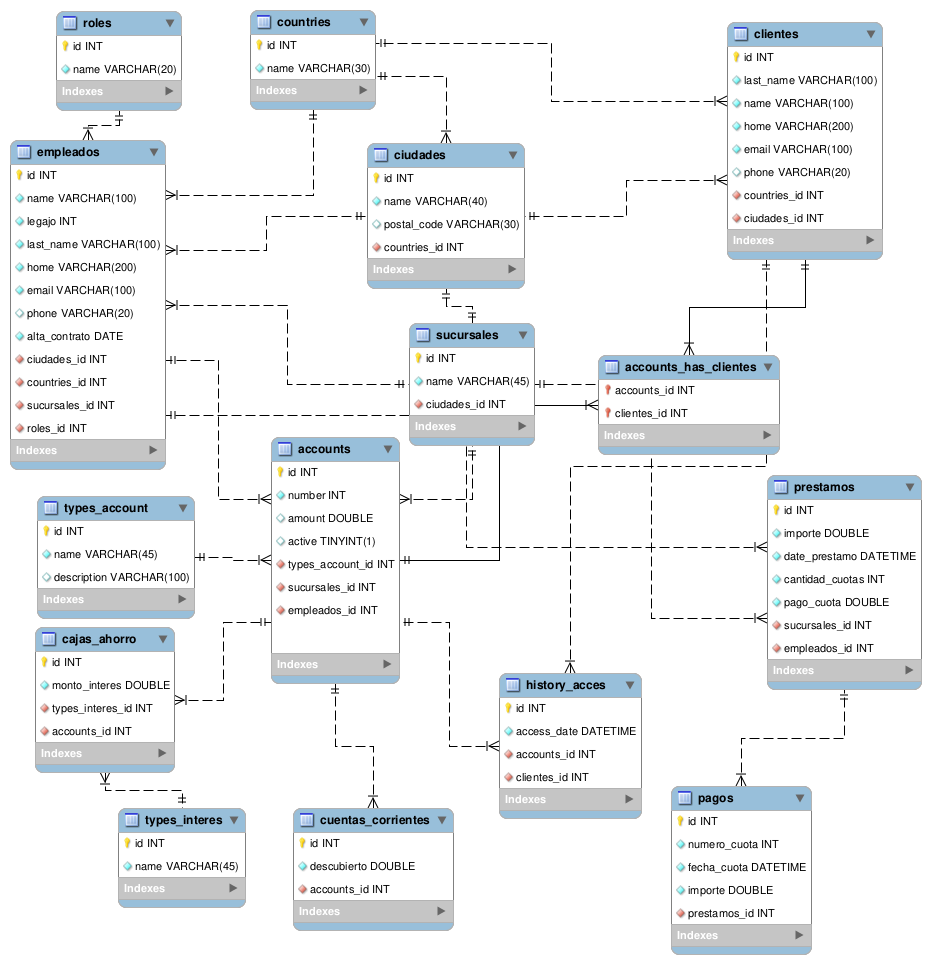 roles
id INT
name VARCHAR(20)
Indexes
countries
id INT
name VARCHAR(30)
Indexes
clientes
id INT
last_name VARCHAR(100)
name VARCHAR(100)
home VARCHAR(200)
email VARCHAR(100)
phone VARCHAR(20)
countries_id INT
ciudades_id INT
Indexes
empleados
id INT
name VARCHAR(100)
legajo INT
last_name VARCHAR(100)
home VARCHAR(200)
email VARCHAR(100)
phone VARCHAR(20)
alta_contrato DATE
ciudades_id INT
countries_id INT
sucursales_id INT
roles_id INT
Indexes
ciudades
id INT
name VARCHAR(40)
postal_code VARCHAR(30)
countries_id INT
Indexes
sucursales
id INT
name VARCHAR(45)
ciudades_id INT
Indexes
accounts_has_clientes
accounts_id INT
clientes_id INT
Indexes
accounts
id INT
number INT
amount DOUBLE
active TINYINT(1)
types_account_id INT
sucursales_id INT
empleados_id INT
Indexes
types_account
id INT
name VARCHAR(45)
description VARCHAR(100)
Indexes
prestamos
id INT
importe DOUBLE
date_prestamo DATETIME
cantidad_cuotas INT
pago_cuota DOUBLE
sucursales_id INT
empleados_id INT
Indexes
cajas_ahorro
id INT
monto_interes DOUBLE
types_interes_id INT
accounts_id INT
Indexes
history_acces
id INT
access_date DATETIME
accounts_id INT
clientes_id INT
Indexes
types_interes
id INT
name VARCHAR(45)
Indexes
cuentas_corrientes
id INT
descubierto DOUBLE
accounts_id INT
Indexes
pagos
id INT
numero_cuota INT
fecha_cuota DATETIME
importe DOUBLE
prestamos_id INT
Indexes